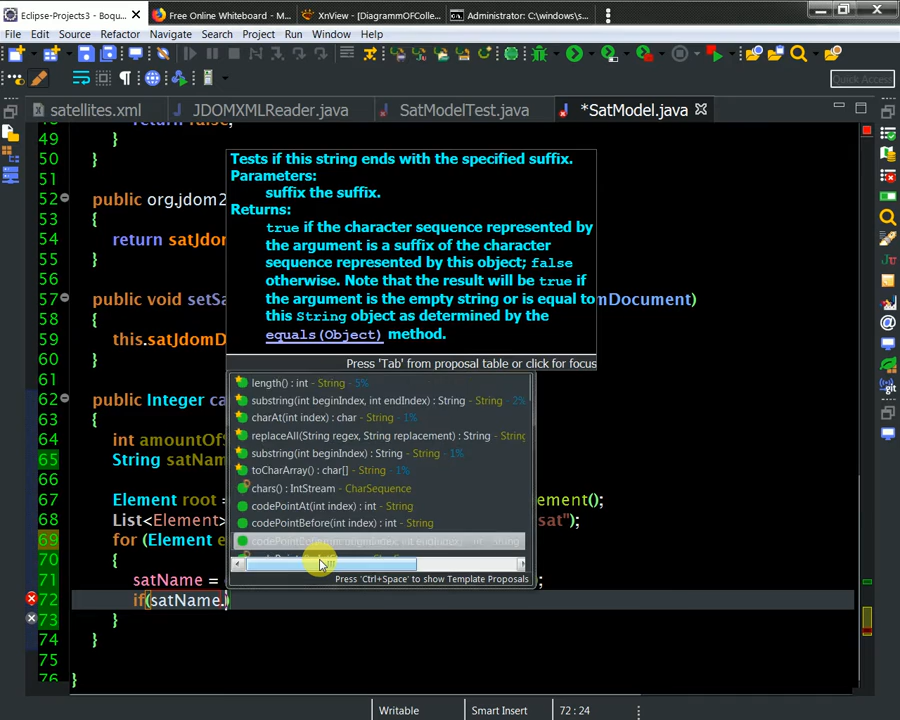 Eclipse-Projects3 - Boqu...
Free Online Whiteboard - M...
XnView - [DiagrammOfColle...
Administrator: C:\windows\s...
File Edit Source Refactor Navigate Search Project Run Window Help
Quick Access
satellites.xml
JDOMXMLReader.java
SatModelTest.java
*SatModel.java
return false;
49 }
50 }
51
52 public org.jdom2
53 {
54 return satJdom
55 }
56
57 public void setSa
mDocument)
58 {
59 this.satJdomD
60 }
61
62 public Integer ca
63 {
64 int amountOfS
65 String satNam
66
67 Element root =
ement();
68 List<Element>
sat");
69 for (Element e
70 {
71 satName =
;
72 if(satName.)
73 }
74 }
75
76 }
Tests if this string ends with the specified suffix.
Parameters:
suffix the suffix.
Returns:
true if the character sequence represented by
the argument is a suffix of the character
sequence represented by this object; false
otherwise. Note that the result will be true if
the argument is the empty string or is equal to
this String object as determined by the
equals(Object) method.
Press 'Tab' from proposal table or click for focus
length() : int - String - 5%
substring(int beginIndex, int endIndex) : String - String - 2%
charAt(int index) : char - String - 1%
replaceAll(String regex, String replacement) : String - String
substring(int beginIndex) : String - String - 1%
toCharArray() : char[] - String - 1%
chars() : IntStream - CharSequence
codePointAt(int index) : int - String
codePointBefore(int index) : int - String
Press 'Ctrl+Space' to show Template Proposals
Writable
Smart Insert
72 : 24